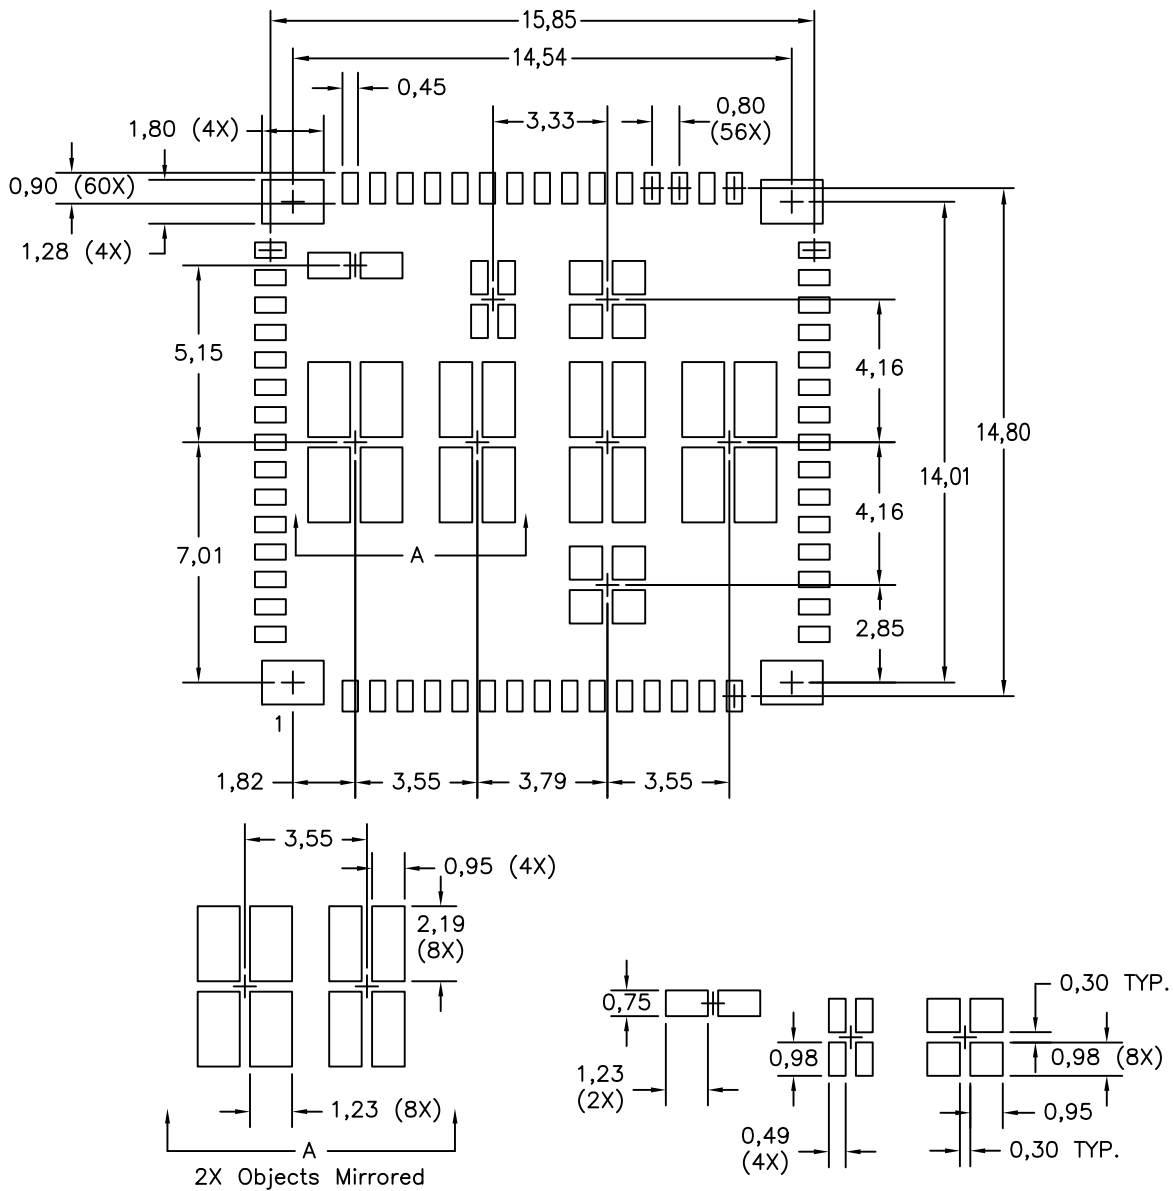 15,85
14,54
0,45
3,33
0,80
(56X)
1,80 (4X)
0,90 (60X)
1,28 (4X)
5,15
4,16
14,80
14,01
4,16
7,01
A
2,85
1
1,82
3,55
3,79
3,55
3,55
0,95 (4X)
2,19
(8X)
0,75
0,30 TYP.
0,98
0,98 (8X)
1,23
(2X)
1,23 (8X)
0,95
0,49
(4X)
0,30 TYP.
A
2X Objects Mirrored